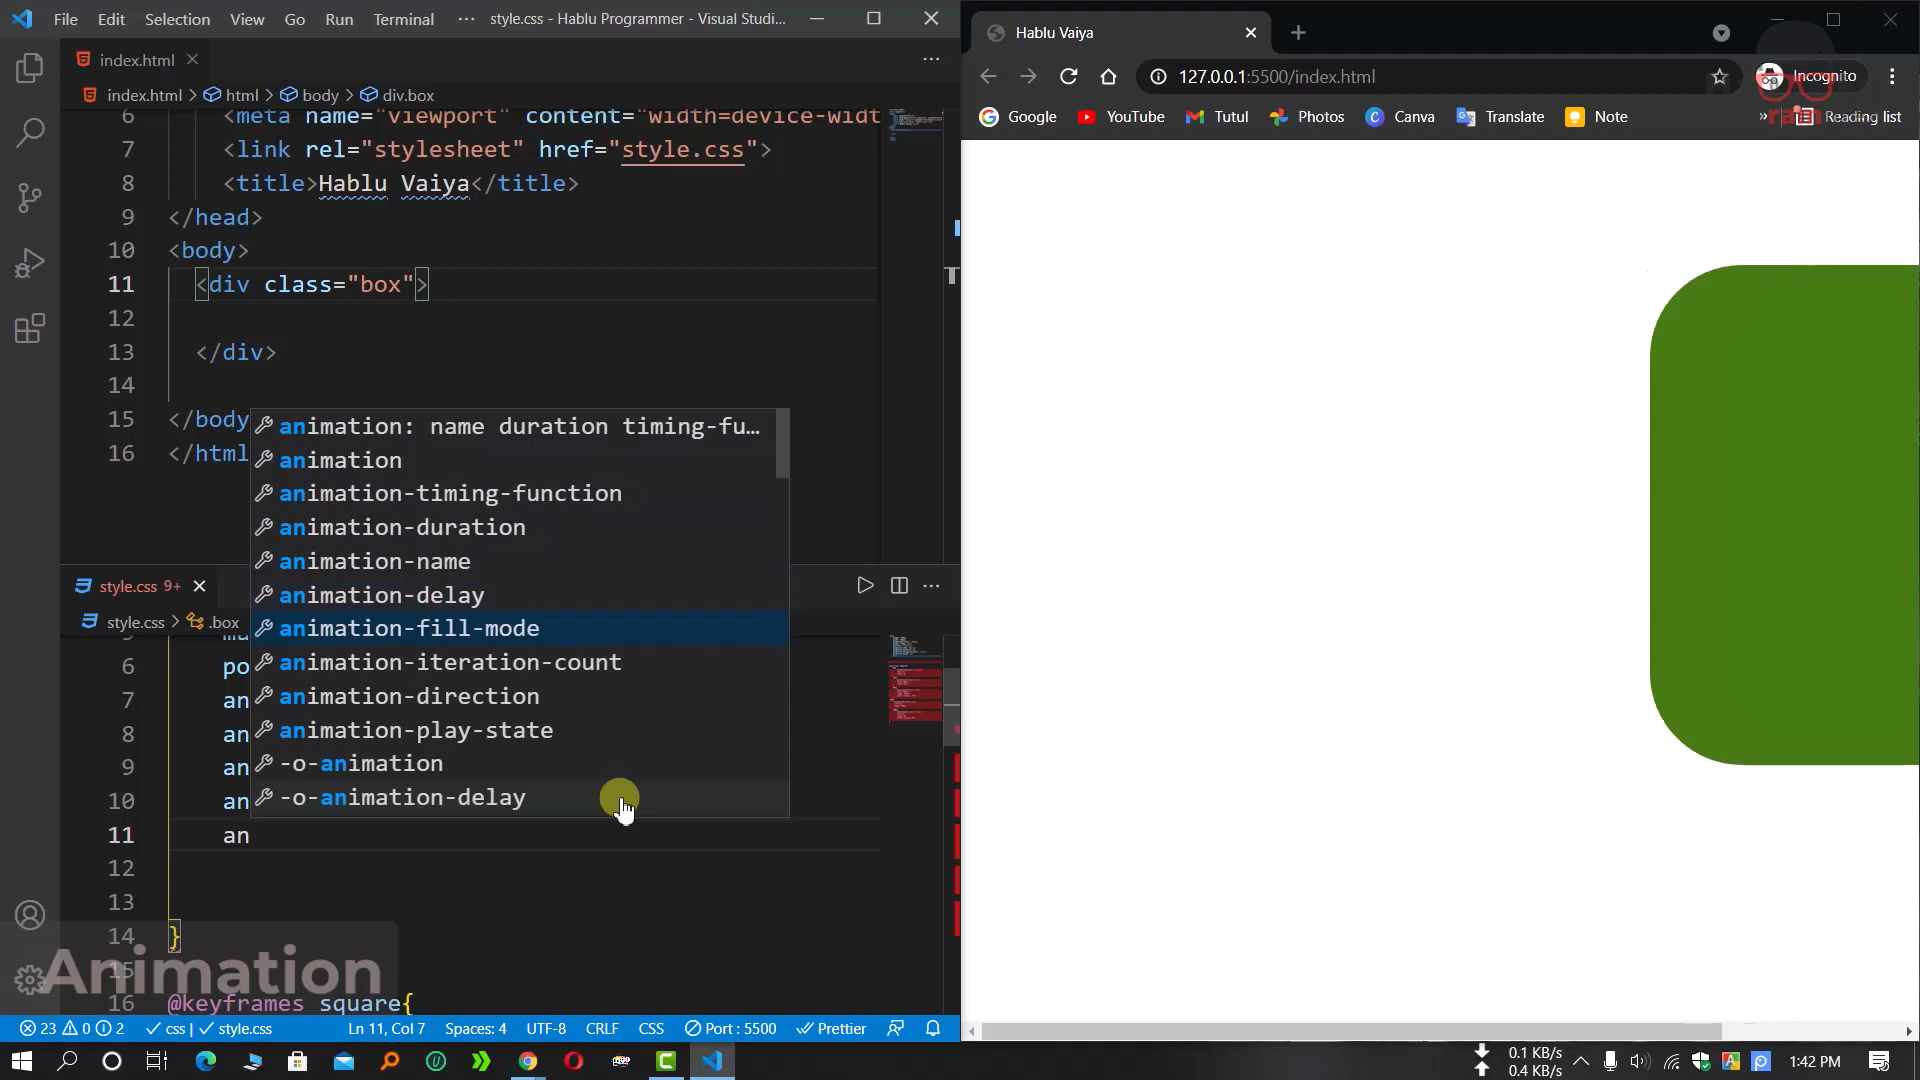 File Edit Selection View Go Run Terminal ··· style.css - Hablu Programmer - Visual Studi...
index.html
index.html > html > body > div.box
6 <meta name="viewport" content="width=device-widt
7 <link rel="stylesheet" href="style.css">
8 <title>Hablu Vaiya</title>
9 </head>
10 <body>
11 <div class="box">
12
13 </div>
14
15 </body
16 </html
animation: name duration timing-fu...
animation
animation-timing-function
animation-duration
animation-name
animation-delay
animation-fill-mode
animation-iteration-count
animation-direction
animation-play-state
-o-animation
-o-animation-delay
style.css 9+
style.css > .box
6 po
7 an
8 an
9 an
10 an
11 an
12
13
14 }
15
16 @keyframes square{
Animation
23 0 2 css | style.css Ln 11, Col 7 Spaces: 4 UTF-8 CRLF CSS Port : 5500 Prettier
Hablu Vaiya
127.0.0.1:5500/index.html
Incognito
Google YouTube Tutul Photos Canva Translate Note » Reading list
0.1 KB/s
0.4 KB/s
1:42 PM